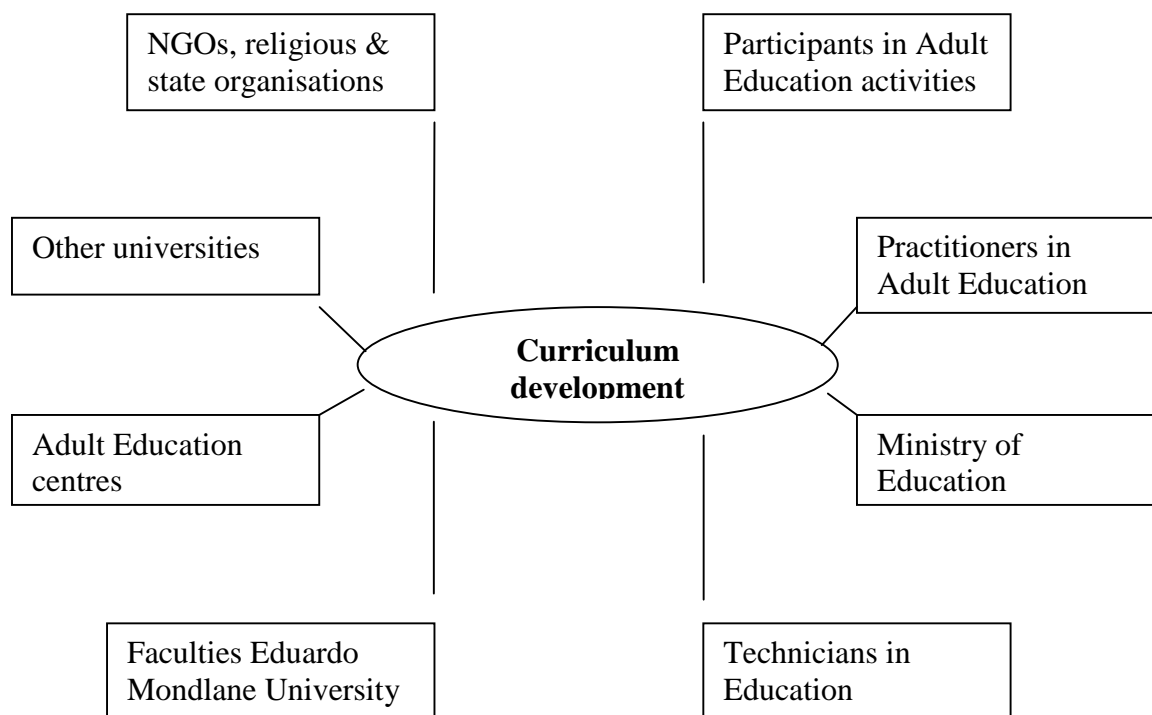 NGOs, religious &
state organisations
Participants in Adult
Education activities
Other universities
Practitioners in
Adult Education
Curriculum
development
Adult Education
centres
Ministry of
Education
Faculties Eduardo
Mondlane University
Technicians in
Education